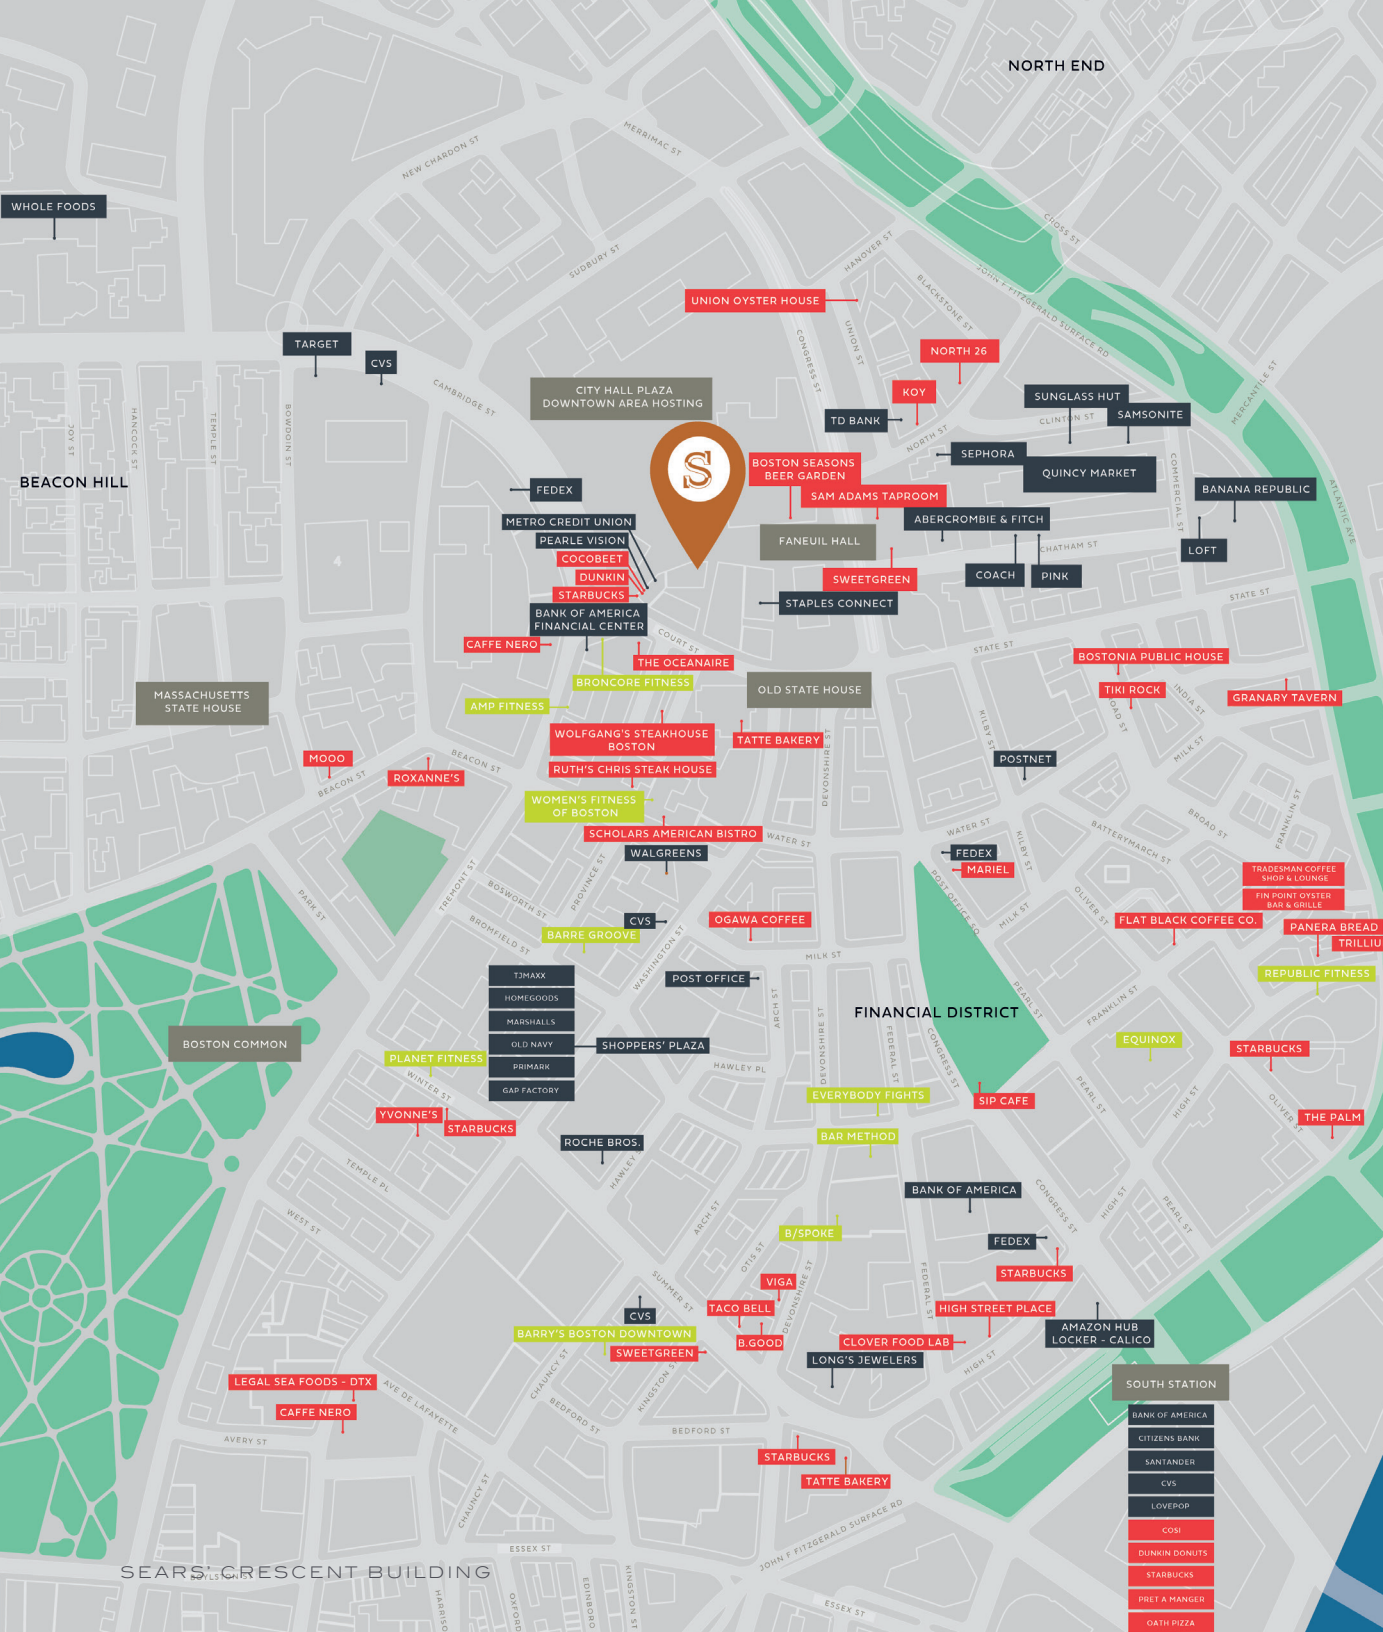 NORTH END
MERRIMAC ST
NEW CHARDON ST
WHOLE FOODS
CROSS ST
HANOVER ST
SUDBURY ST
JOHN F FITZGERALD SURFACE RD
BLACKSTONE ST
UNION OYSTER HOUSE
UNION ST
CONGRESS ST
TARGET
CVS
NORTH 26
CAMBRIDGE ST
CITY HALL PLAZA
DOWNTOWN AREA HOSTING
KOY
SUNGLASS HUT
MERCANTILE ST
TD BANK
CLINTON ST
SAMSONITE
JOY ST
HANCOCK ST
TEMPLE ST
BOWDOIN ST
NORTH ST
SEPHORA
S
BOSTON SEASONS
BEER GARDEN
QUINCY MARKET
COMMERCIAL ST
BEACON HILL
FEDEX
SAM ADAMS TAPROOM
BANANA REPUBLIC
ATLANTIC AVE
METRO CREDIT UNION
ABERCROMBIE & FITCH
PEARLE VISION
FANEUIL HALL
CHATHAM ST
LOFT
COCOBEET
4
DUNKIN
SWEETGREEN
COACH
PINK
STARBUCKS
STAPLES CONNECT
STATE ST
BANK OF AMERICA
FINANCIAL CENTER
CAFFE NERO
COURT ST
STATE ST
THE OCEANAIRE
BOSTONIA PUBLIC HOUSE
BRONCORE FITNESS
OLD STATE HOUSE
TIKI ROCK
INDIA ST
GRANARY TAVERN
MASSACHUSETTS
STATE HOUSE
AMP FITNESS
BROAD ST
KILBY ST
WOLFGANG'S STEAKHOUSE
BOSTON
TATTE BAKERY
MILK ST
MOOO
BEACON ST
BEACON ST
ROXANNE'S
RUTH'S CHRIS STEAK HOUSE
DEVONSHIRE ST
POSTNET
WOMEN'S FITNESS
OF BOSTON
SCHOLARS AMERICAN BISTRO
WATER ST
WATER ST
KILBY ST
BATTERYMARCH ST
BROAD ST
FRANKLIN ST
WALGREENS
FEDEX
MARIEL
TRADESMAN COFFEE
SHOP & LOUNGE
FIN POINT OYSTER
BAR & GRILLE
TREMONT ST
BOSWORTH ST
PROVINCE ST
PARK ST
BROMFIELD ST
CVS
OGAWA COFFEE
POST OFFICE SQ
MILK ST
OLIVER ST
FLAT BLACK COFFEE CO.
PANERA BREAD
BARRE GROOVE
TRILLIU
WASHINGTON ST
MILK ST
REPUBLIC FITNESS
TJMAXX
POST OFFICE
HOMEGOODS
ARCH ST
PEARL ST
FRANKLIN ST
MARSHALLS
FINANCIAL DISTRICT
BOSTON COMMON
OLD NAVY
SHOPPERS' PLAZA
DEVONSHIRE ST
FEDERAL ST
CONGRESS ST
EQUINOX
STARBUCKS
PLANET FITNESS
PRIMARK
HAWLEY PL
WINTER ST
GAP FACTORY
EVERYBODY FIGHTS
SIP CAFE
PEARL ST
HIGH ST
OLIVER ST
YVONNE'S
STARBUCKS
THE PALM
ROCHE BROS.
BAR METHOD
HAWLEY S
TEMPLE PL
BANK OF AMERICA
CONGRESS ST
HIGH ST
PEARL ST
WEST ST
ARCH ST
B/SPOKE
FEDEX
OTIS ST
STARBUCKS
SUMMER ST
VIGA
DEVONSHIRE ST
FEDERAL ST
CVS
TACO BELL
HIGH STREET PLACE
AMAZON HUB
LOCKER - CALICO
BARRY'S BOSTON DOWNTOWN
B.GOOD
CLOVER FOOD LAB
SWEETGREEN
LONG'S JEWELERS
HIGH ST
LEGAL SEA FOODS - DTX
CHAUNCY ST
KINGSTON ST
SOUTH STATION
CAFFE NERO
AVE DE LAFAYETTE
BEDFORD ST
BEDFORD ST
BANK OF AMERICA
AVERY ST
CITIZENS BANK
STARBUCKS
SANTANDER
TATTE BAKERY
CVS
CHAUNCY ST
LOVEPOP
JOHN F FITZGERALD SURFACE RD
COSI
ESSEX ST
DUNKIN DONUTS
SEARS' CRESCENT BUILDING
BOYLSTON ST
STARBUCKS
HARRISO
OXFORD
EDINBORO
KINGSTON ST
ESSEX ST
PRET A MANGER
OATH PIZZA